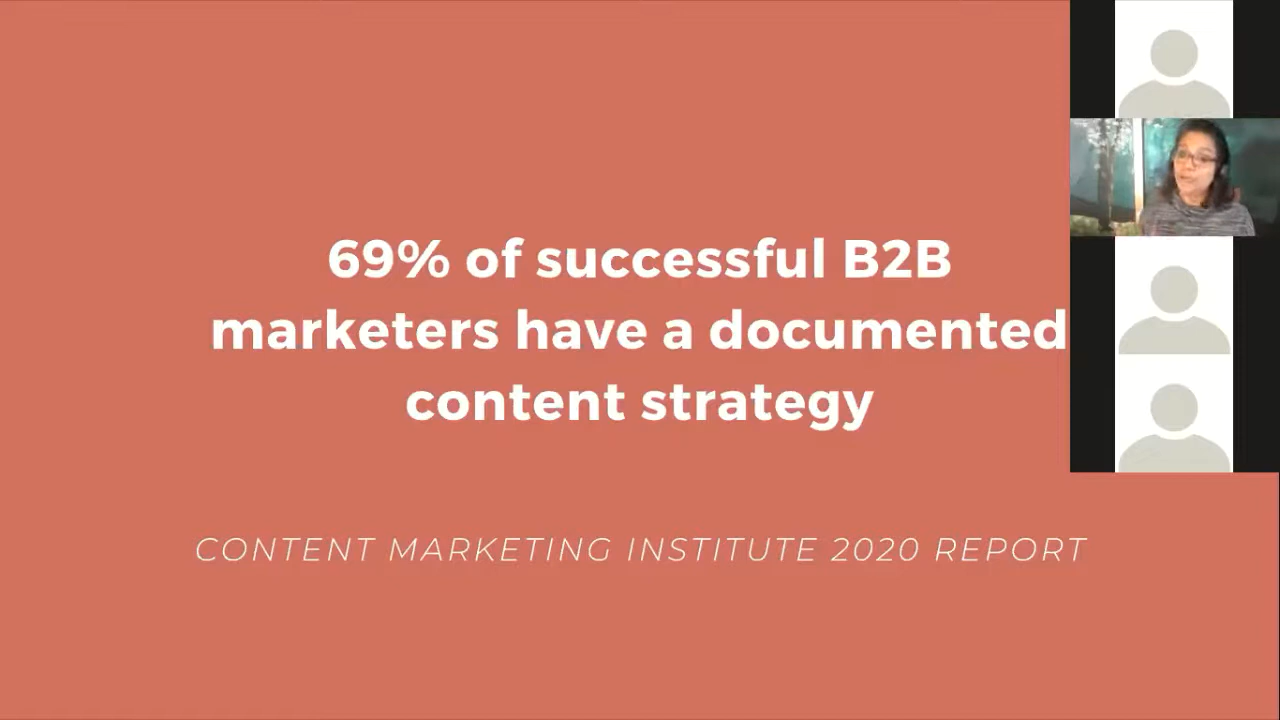 69% of successful B2B
marketers have a documented
content strategy
CONTENT MARKETING INSTITUTE 2020 REPORT